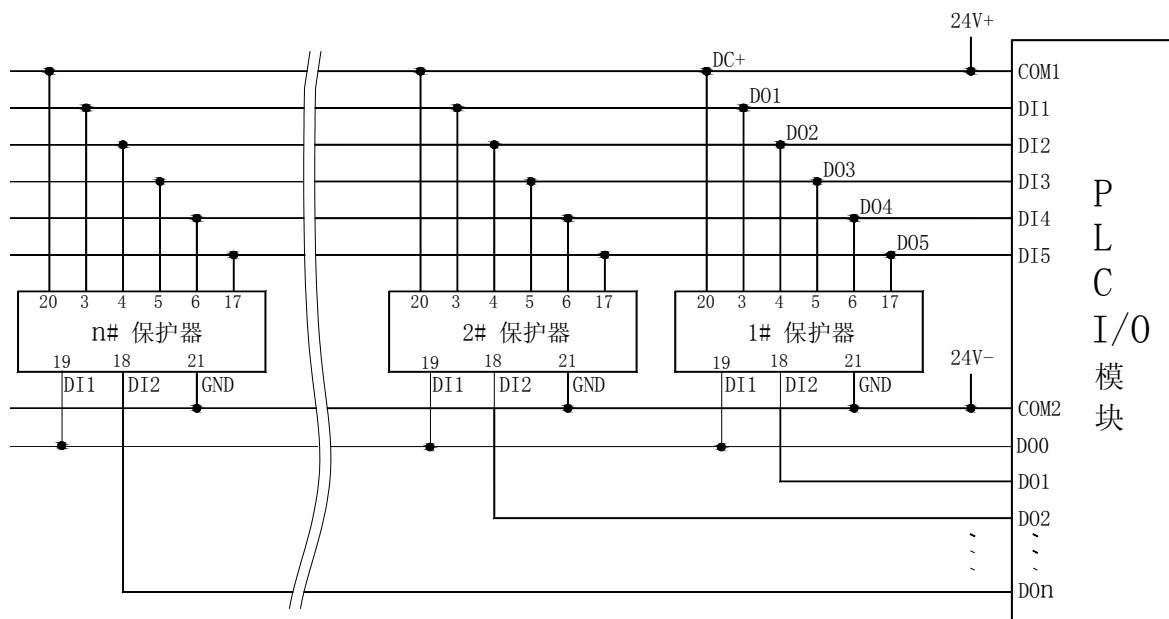 24V+
DC+
COM1
DO1
DI1
DO2
DI2
DO3
DI3
DO4
DI4
DO5
DI5
20 3 4 5 6 17
n# 保护器
19 18 21
DI1 DI2 GND
20 3 4 5 6 17
2# 保护器
19 18 21
DI1 DI2 GND
20 3 4 5 6 17
1# 保护器
19 18 21
DI1 DI2 GND
24V-
COM2
DO0
DO1
DO2
DOn
P
L
C
I/O
模
块